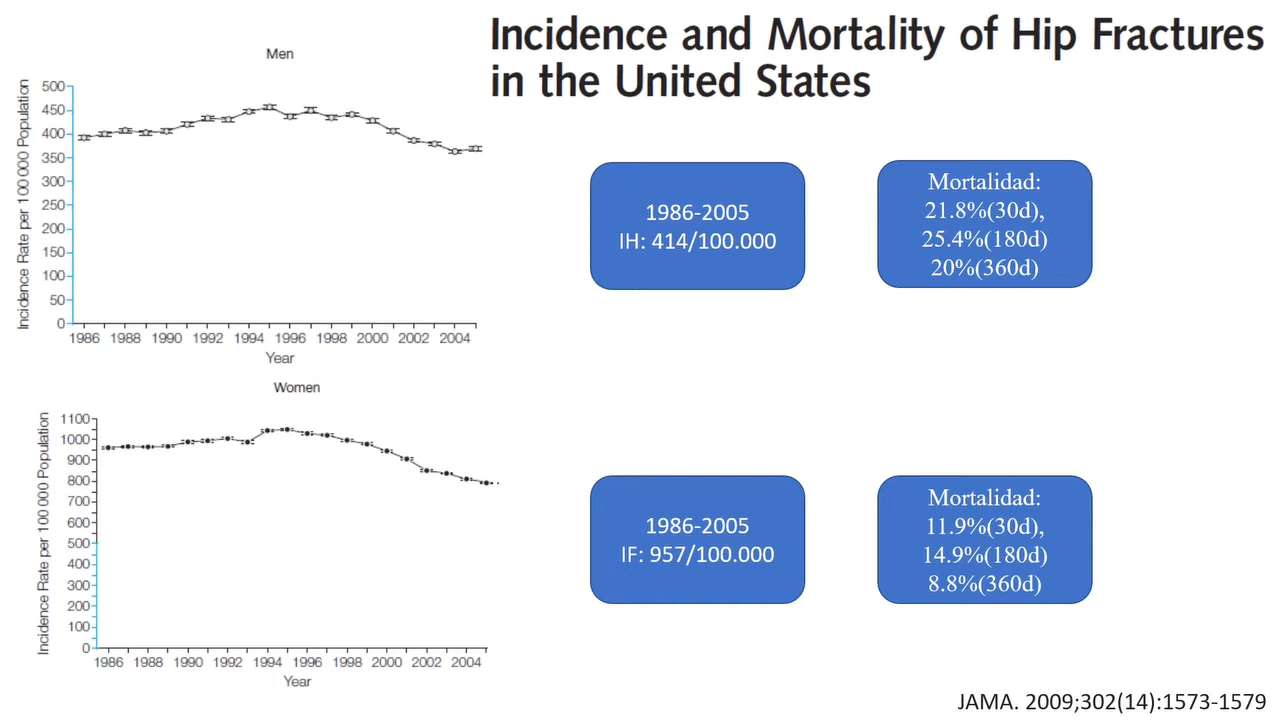 Incidence and Mortality of Hip Fractures
in the United States
Men
Incidence Rate per 100 000 Population
500
450
400
350
300
250
200
150
100
50
0
1986 1988 1990 1992 1994 1996 1998 2000 2002 2004
Year
1986-2005
IH: 414/100.000
Mortalidad:
21.8%(30d),
25.4%(180d)
20%(360d)
Women
Incidence Rate per 100 000 Population
1100
1000
900
800
700
600
500
400
300
200
100
0
1986 1988 1990 1992 1994 1996 1998 2000 2002 2004
Year
1986-2005
IF: 957/100.000
Mortalidad:
11.9%(30d),
14.9%(180d)
8.8%(360d)
JAMA. 2009;302(14):1573-1579